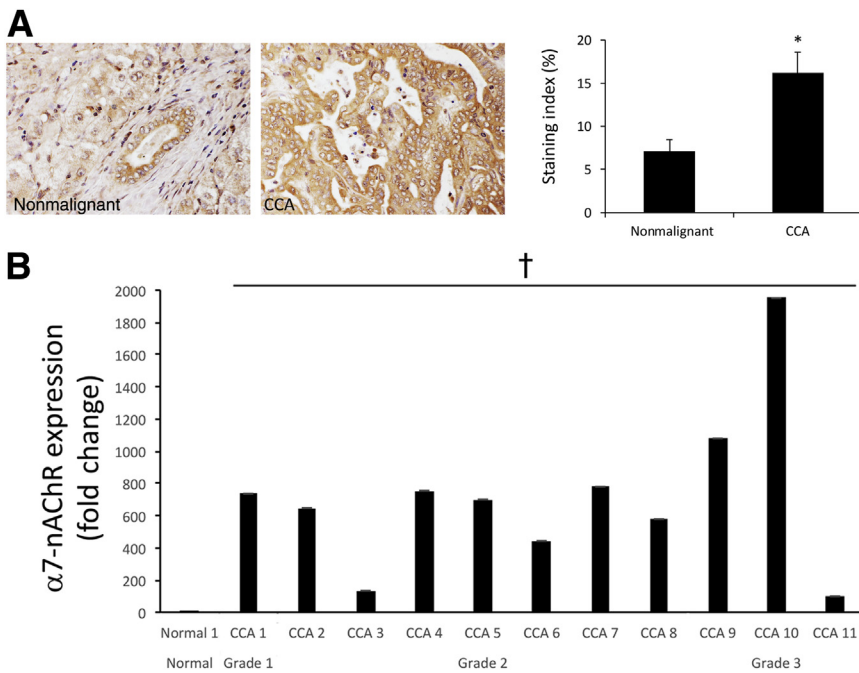 A
Nonmalignant
CCA
Staining index (%)
20
15
10
5
0
Nonmalignant CCA
*
B
†
α7-nAChR expression
(fold change)
2000
1800
1600
1400
1200
1000
800
600
400
200
0
Normal 1 CCA 1 CCA 2 CCA 3 CCA 4 CCA 5 CCA 6 CCA 7 CCA 8 CCA 9 CCA 10 CCA 11
Normal Grade 1 Grade 2 Grade 3